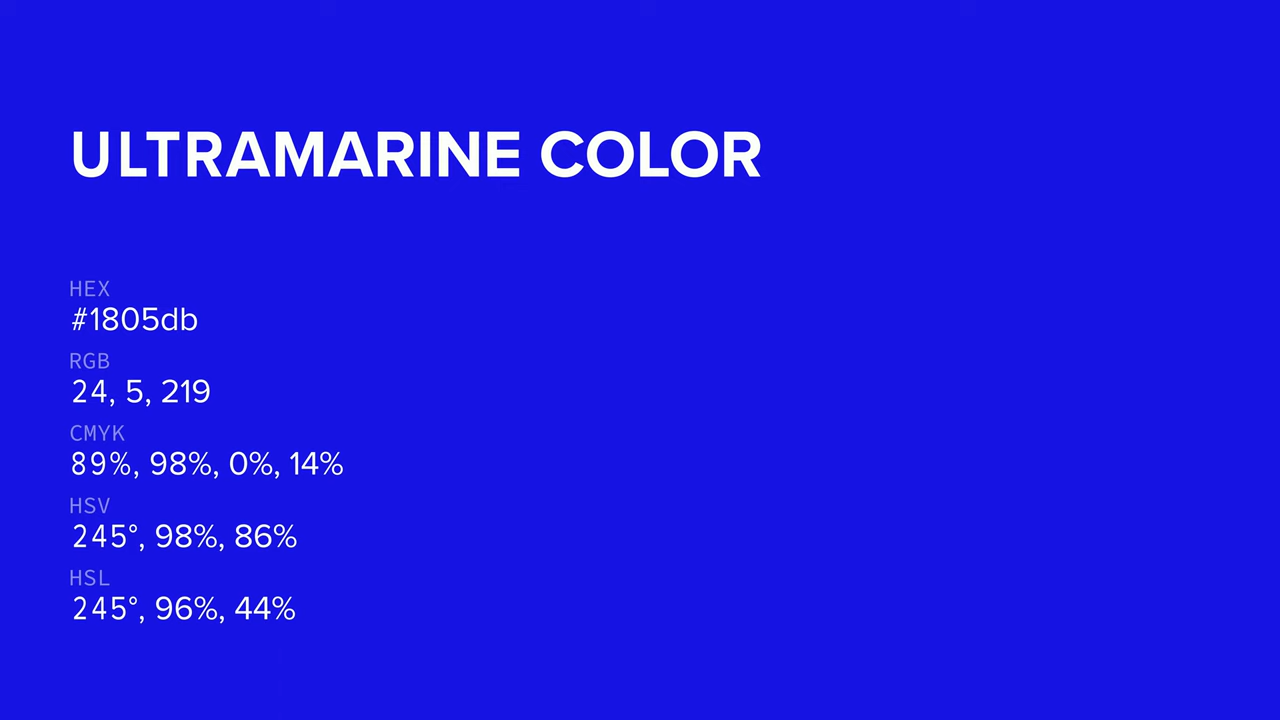 ULTRAMARINE COLOR
HEX
#1805db
RGB
24, 5, 219
CMYK
89%, 98%, 0%, 14%
HSV
245°, 98%, 86%
HSL
245°, 96%, 44%